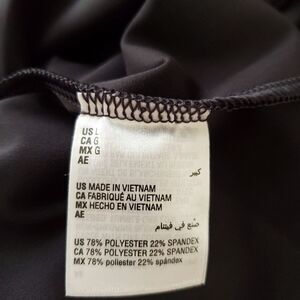 US L
CA G
MX G
AE
كبير
US MADE IN VIETNAM
CA FABRIQUÉ AU VIETNAM
MX HECHO EN VIETNAM
AE
صنع في فيتنام
US 78% POLYESTER 22% SPANDEX
CA 78% POLYESTER 22% SPANDEX
MX 78% poliester 22% spándex